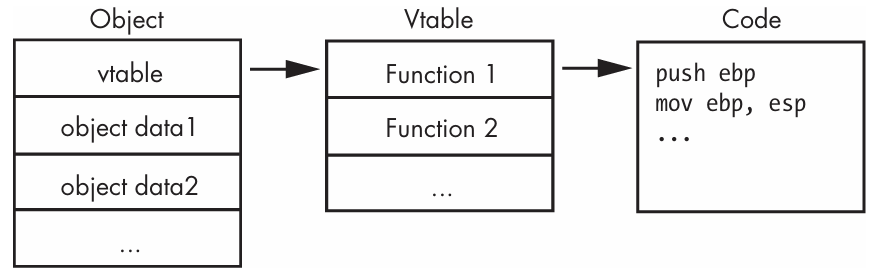 Object
vtable
object data1
object data2
...
Vtable
Function 1
Function 2
...
Code
push ebp
mov ebp, esp
...